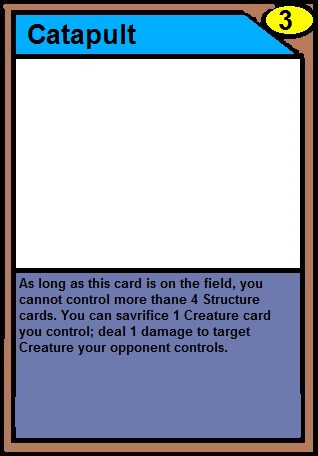 Catapult
3
As long as this card is on the field, you
cannot control more thane 4 Structure
cards. You can savrifice 1 Creature card
you control; deal 1 damage to target
Creature your opponent controls.